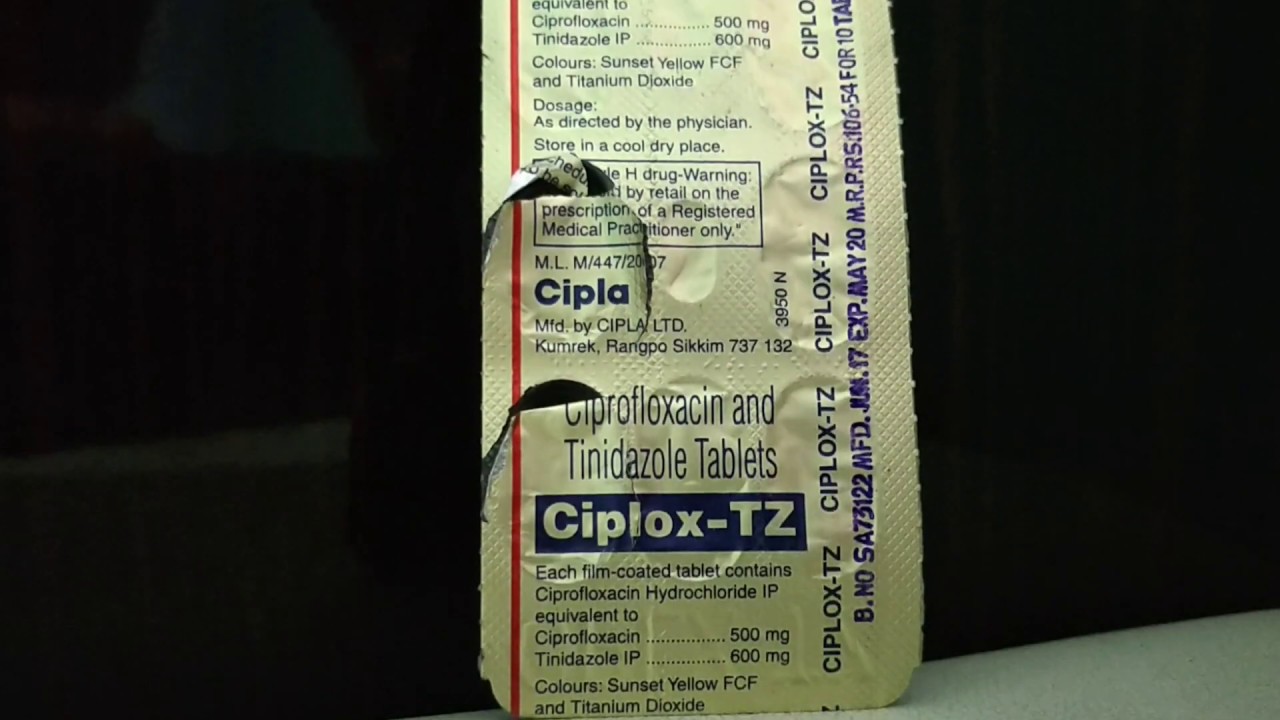 equivalent to
Ciprofloxacin .............. 500 mg
Tinidazole IP .............. 600 mg
Colours: Sunset Yellow FCF
and Titanium Dioxide
Dosage:
As directed by the physician.
Store in a cool dry place.
H drug-Warning:
by retail on the
prescription of a Registered
Medical Practitioner only."
M.L. M/447/2007
Cipla
Mfd. by CIPLA LTD.
Kumrek, Rangpo Sikkim 737 132
3950 N
Ciprofloxacin and
Tinidazole Tablets
Ciplox-TZ
Each film-coated tablet contains
Ciprofloxacin Hydrochloride IP
equivalent to
Ciprofloxacin .............. 500 mg
Tinidazole IP .............. 600 mg
Colours: Sunset Yellow FCF
and Titanium Dioxide
CIPLOX-TZ CIPLOX-TZ CIPLOX-TZ CIPLOX-TZ
B.NO SA73122 MFD. JUN.17 EXP.MAY 20 M.R.P.RS.106.54 FOR 10